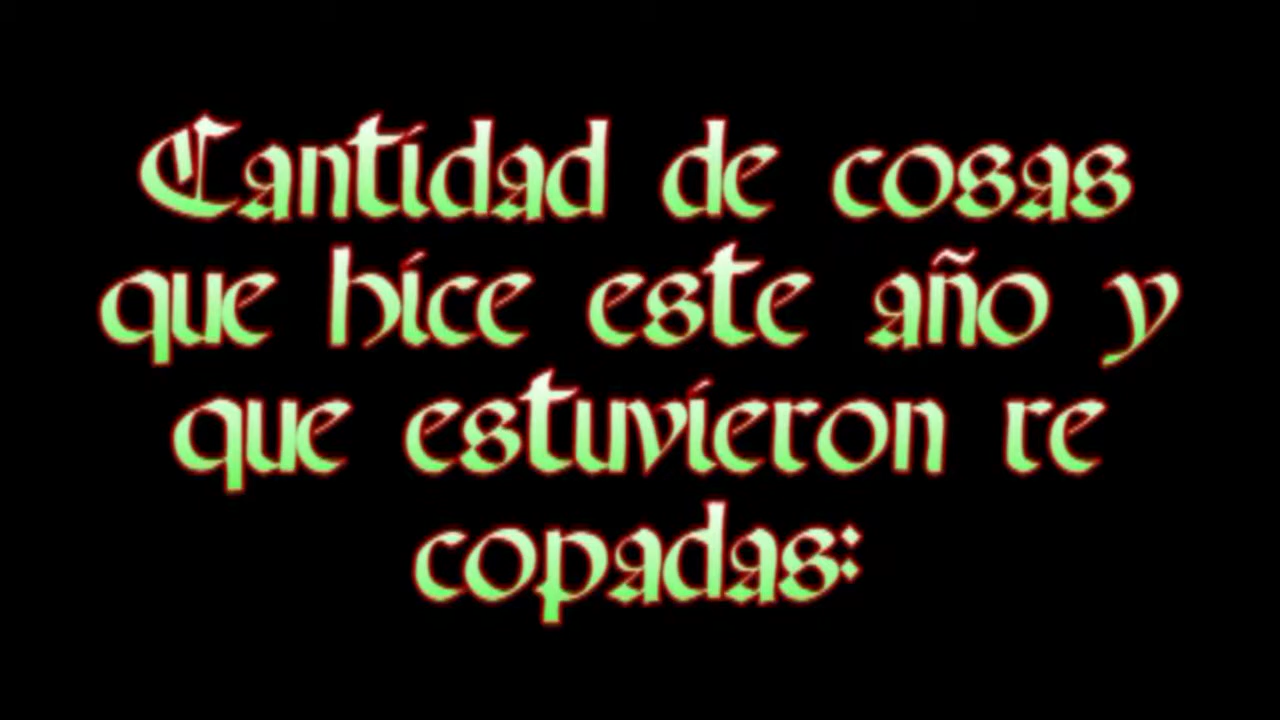 Cantidad de cosas
que hice este año y
que estuvieron re
copadas: